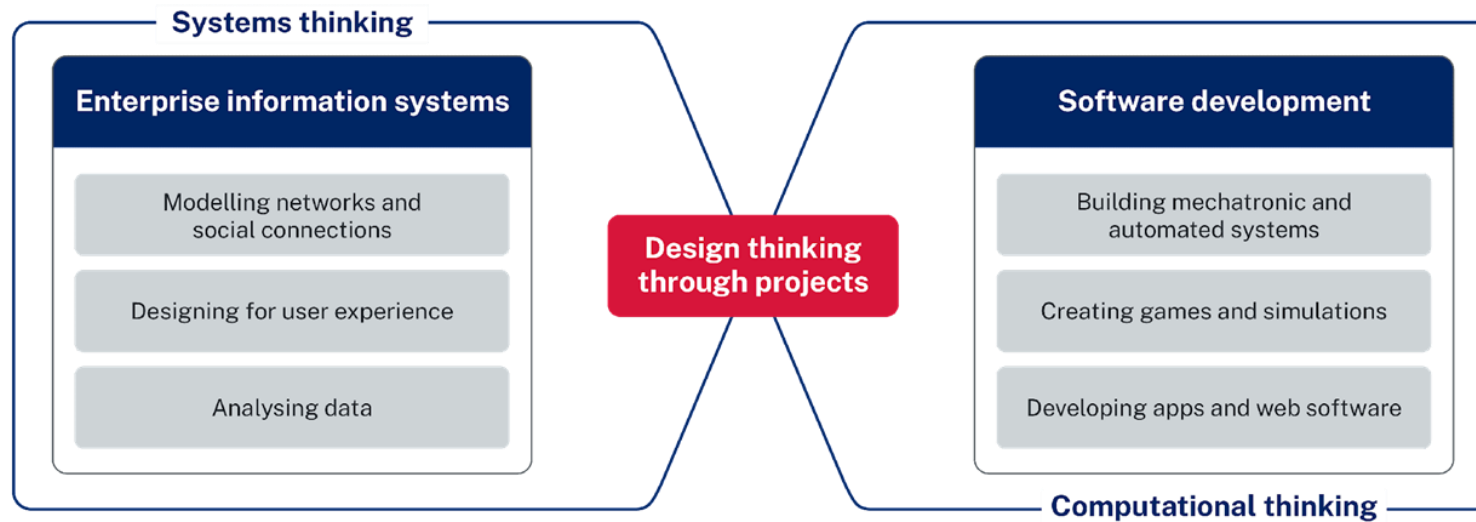 Systems thinking
Enterprise information systems
Modelling networks and
social connections
Designing for user experience
Analysing data
Design thinking
through projects
Software development
Building mechatronic and
automated systems
Creating games and simulations
Developing apps and web software
Computational thinking